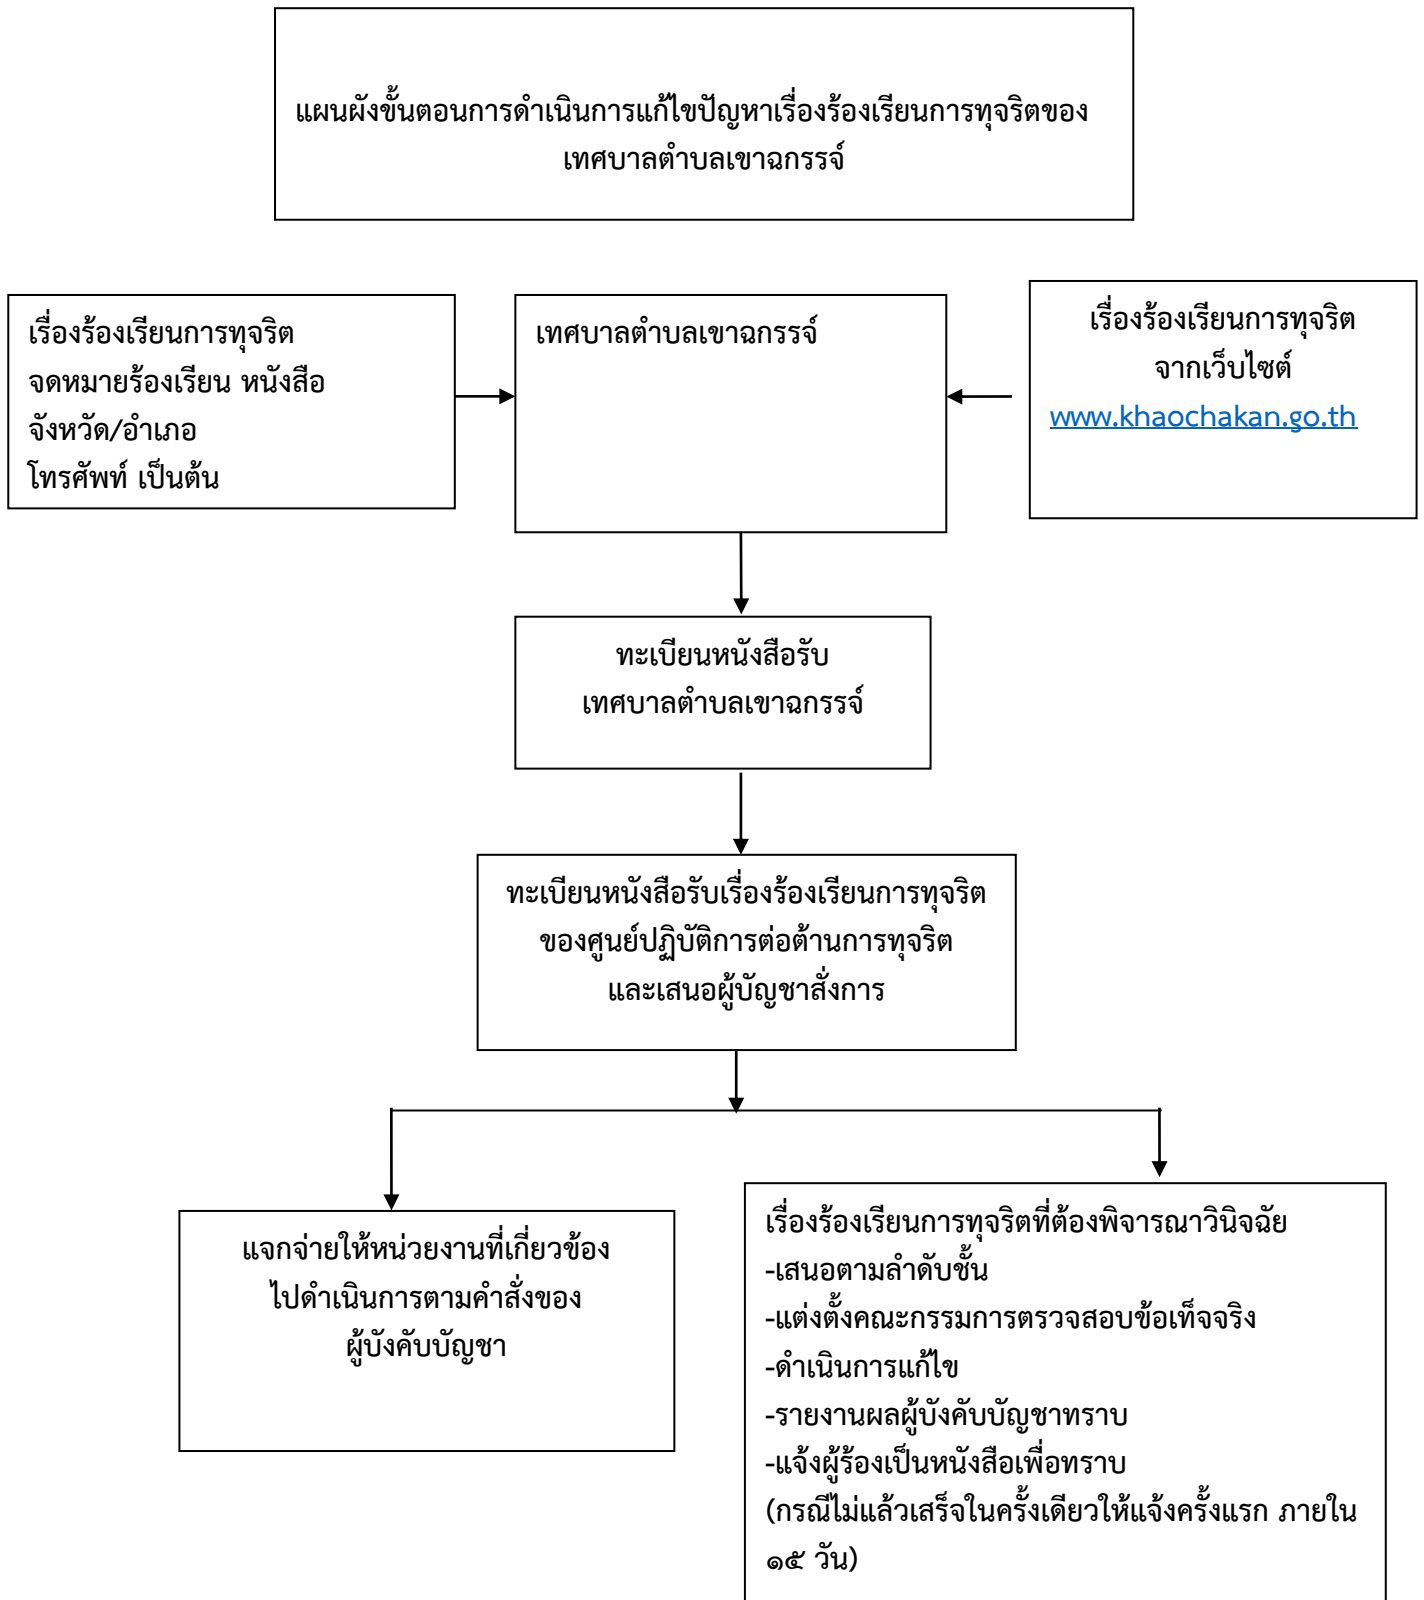 แผนผังขั้นตอนการดำเนินการแก้ไขปัญหาเรื่องร้องเรียนการทุจริตของ
เทศบาลตำบลเขาฉกรรจ์
เรื่องร้องเรียนการทุจริต
จดหมายร้องเรียน หนังสือ
จังหวัด/อำเภอ
โทรศัพท์ เป็นต้น
เทศบาลตำบลเขาฉกรรจ์
เรื่องร้องเรียนการทุจริต
จากเว็บไซต์
www.khaochakan.go.th
ทะเบียนหนังสือรับ
เทศบาลตำบลเขาฉกรรจ์
ทะเบียนหนังสือรับเรื่องร้องเรียนการทุจริต
ของศูนย์ปฏิบัติการต่อต้านการทุจริต
และเสนอผู้บัญชาสั่งการ
แจกจ่ายให้หน่วยงานที่เกี่ยวข้อง
ไปดำเนินการตามคำสั่งของ
ผู้บังคับบัญชา
เรื่องร้องเรียนการทุจริตที่ต้องพิจารณาวินิจฉัย
-เสนอตามลำดับชั้น
-แต่งตั้งคณะกรรมการตรวจสอบข้อเท็จจริง
-ดำเนินการแก้ไข
-รายงานผลผู้บังคับบัญชาทราบ
-แจ้งผู้ร้องเป็นหนังสือเพื่อทราบ
(กรณีไม่แล้วเสร็จในครั้งเดียวให้แจ้งครั้งแรก ภายใน
๑๕ วัน)